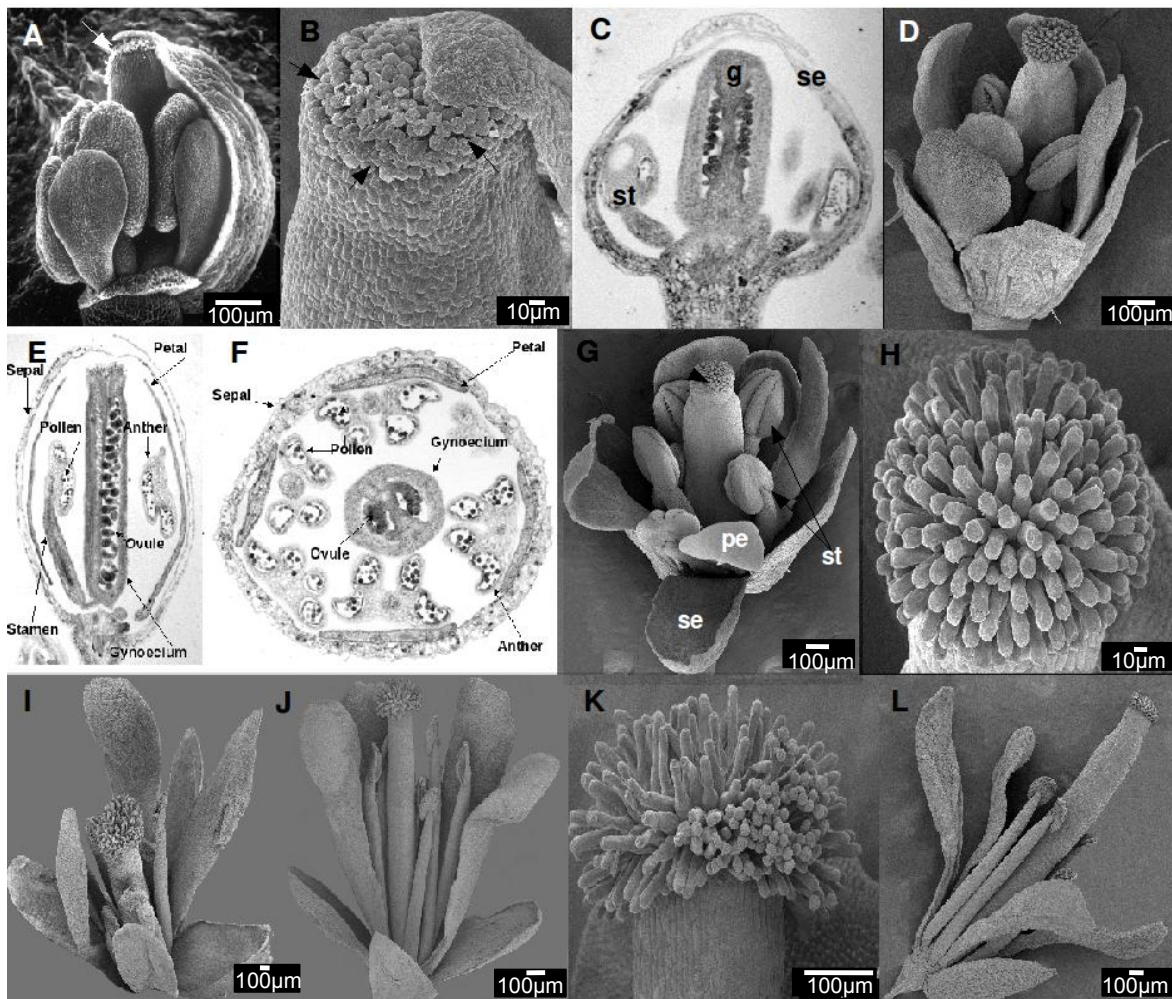 A
100µm
B
10µm
C
g
se
st
D
100µm
E
Petal
Sepal
Pollen
Anther
Ovule
Stamen
Gynoecium
F
Petal
Sepal
Gynoecium
Pollen
Ovule
Anther
G
pe
st
se
100µm
H
10µm
I
100µm
J
100µm
K
100µm
L
100µm